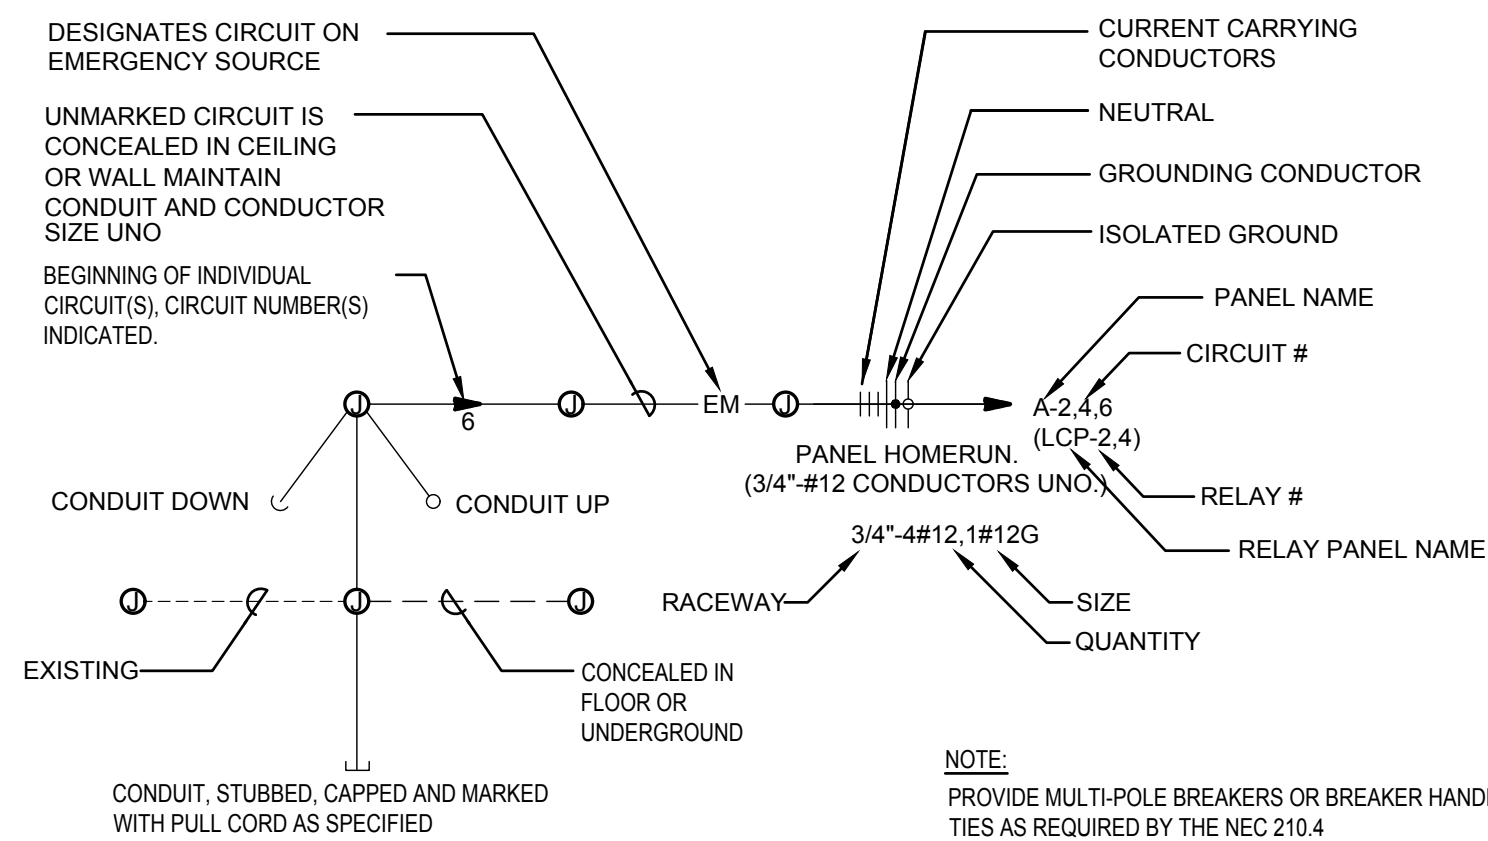 DESIGNATES CIRCUIT ON
EMERGENCY SOURCE
UNMARKED CIRCUIT IS
CONCEALED IN CEILING
OR WALL MAINTAIN
CONDUIT AND CONDUCTOR
SIZE UNO
BEGINNING OF INDIVIDUAL
CIRCUIT(S), CIRCUIT NUMBER(S)
INDICATED.
CURRENT CARRYING
CONDUCTORS
NEUTRAL
GROUNDING CONDUCTOR
ISOLATED GROUND
PANEL NAME
CIRCUIT #
J
6
J
EM
J
A-2,4,6
(LCP-2,4)
PANEL HOMERUN.
(3/4"-#12 CONDUCTORS UNO.)
RELAY #
RELAY PANEL NAME
CONDUIT DOWN
CONDUIT UP
3/4"-4#12,1#12G
RACEWAY
SIZE
QUANTITY
J
J
J
EXISTING
CONCEALED IN
FLOOR OR
UNDERGROUND
CONDUIT, STUBBED, CAPPED AND MARKED
WITH PULL CORD AS SPECIFIED
NOTE:
PROVIDE MULTI-POLE BREAKERS OR BREAKER
TIES AS REQUIRED BY THE NEC 210.4